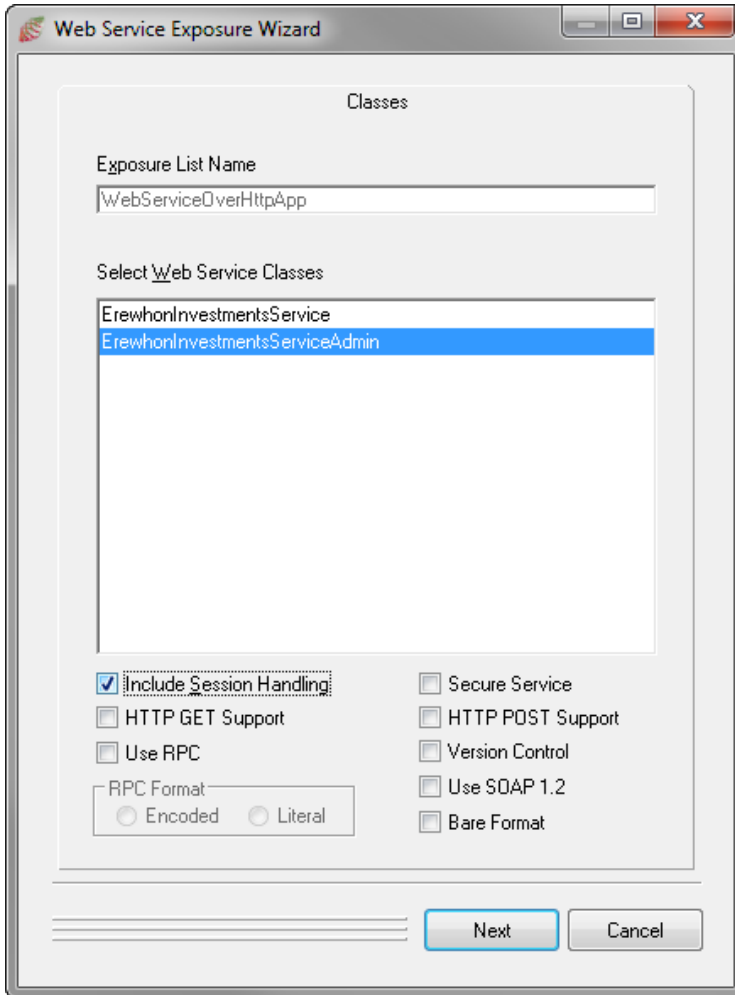 Web Service Exposure Wizard
Classes
Exposure List Name
WebServiceOverHttpApp
Select Web Service Classes
ErewhonInvestmentsService
ErewhonInvestmentsServiceAdmin
Include Session Handling
Secure Service
HTTP GET Support
HTTP POST Support
Use RPC
Version Control
RPC Format
Encoded
Literal
Use SOAP 1.2
Bare Format
Next
Cancel